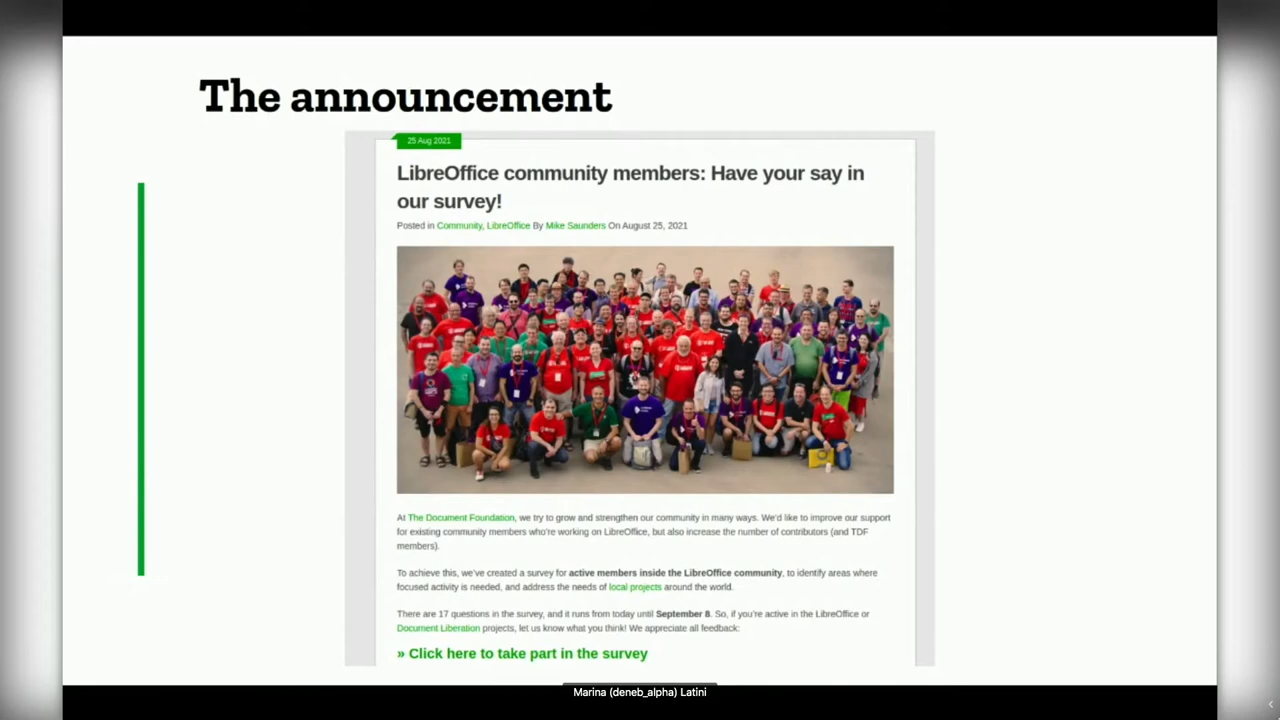 The announcement
25 Aug 2021
LibreOffice community members: Have your say in
our survey!
Posted in Community, LibreOffice By Mike Saunders On August 25, 2021
At The Document Foundation, we try to grow and strengthen our community in many ways. We'd like to improve our support
for existing community members who're working on LibreOffice, but also increase the number of contributors (and TDF
members).
To achieve this, we've created a survey for active members inside the LibreOffice community, to identify areas where
focused activity is needed, and address the needs of local projects around the world.
There are 17 questions in the survey, and it runs from today until September 8. So, if you're active in the LibreOffice or
Document Liberation projects, let us know what you think! We appreciate all feedback:
» Click here to take part in the survey
Marina (deneb_alpha) Latini